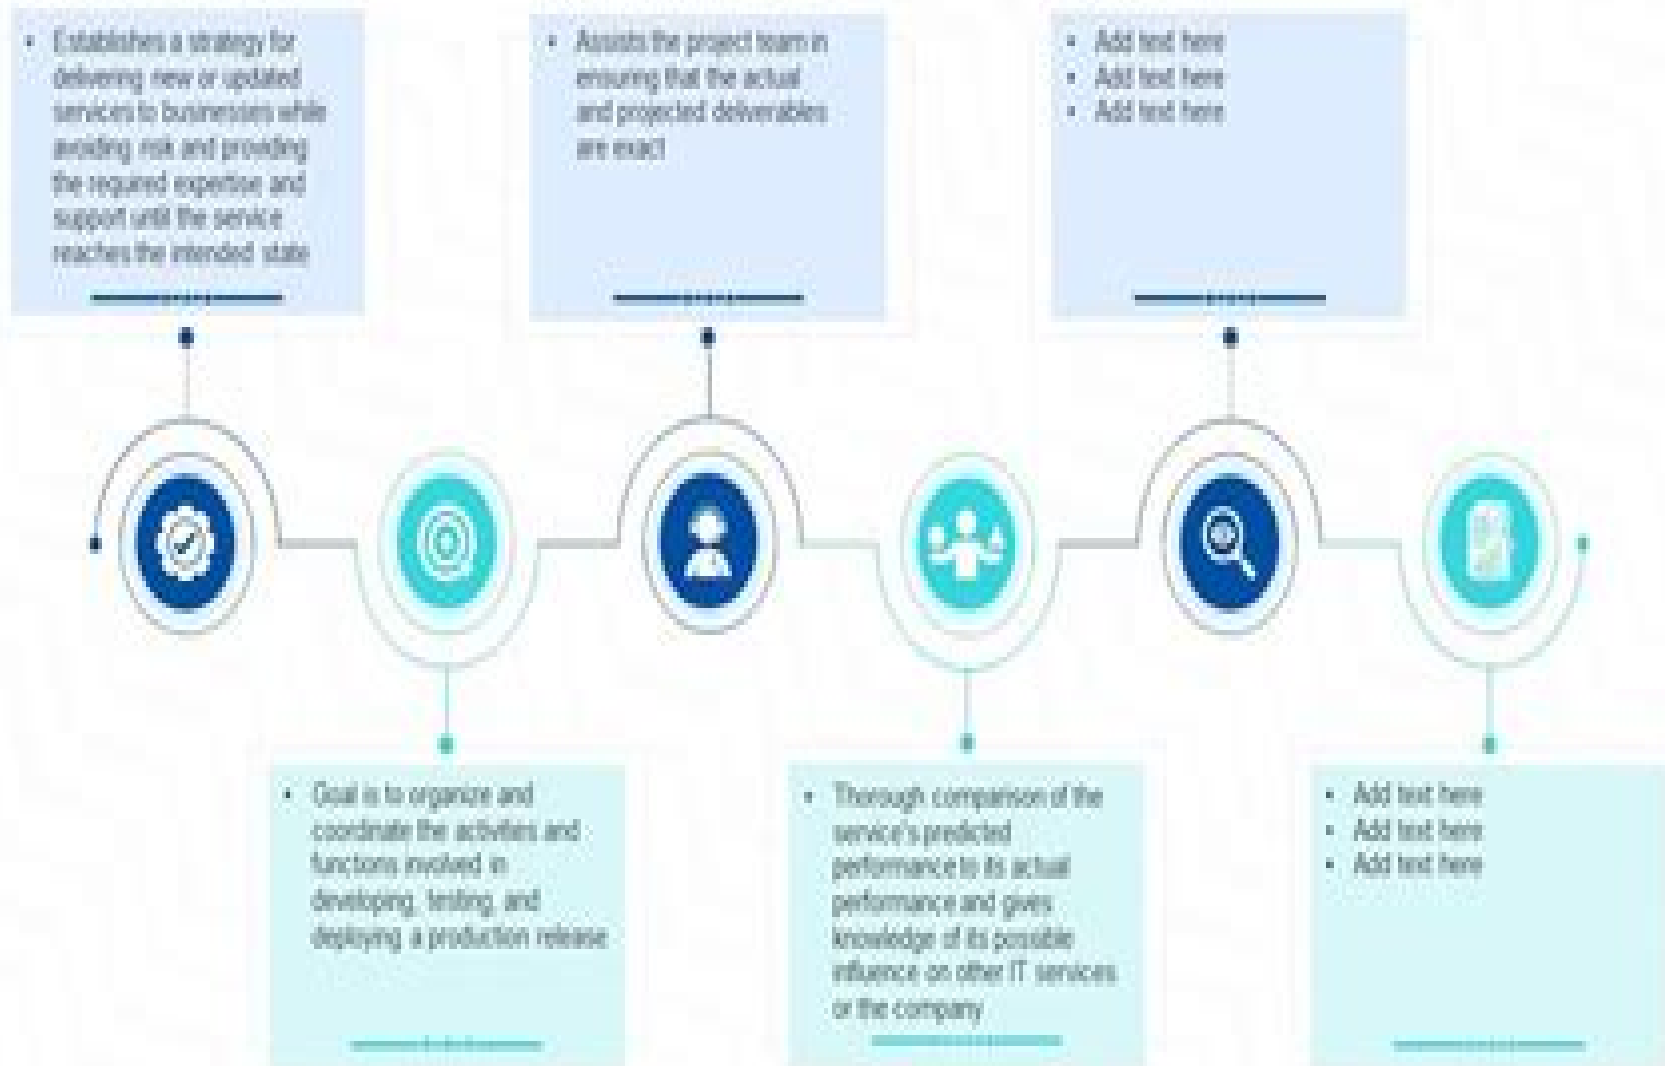 • Establishes a strategy for
delivering new or updated
services to businesses while
avoiding risk and providing
the required expertise and
support until the service
reaches the intended state
• Assists the project team in
ensuring that the actual
and projected deliverables
are exact
• Add text here
• Add text here
• Add text here
• Goal is to organize and
coordinate the activities and
functions involved in
developing, testing, and
deploying a production release
• Thorough comparison of the
service's predicted
performance to its actual
performance and gives
knowledge of its possible
influence on other IT services
or the company
• Add text here
• Add text here
• Add text here